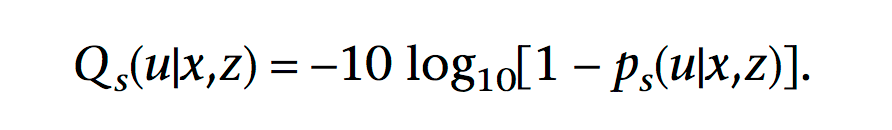 Qₛ(u|x,z) = −10 log₁₀[1 − pₛ(u|x,z)].